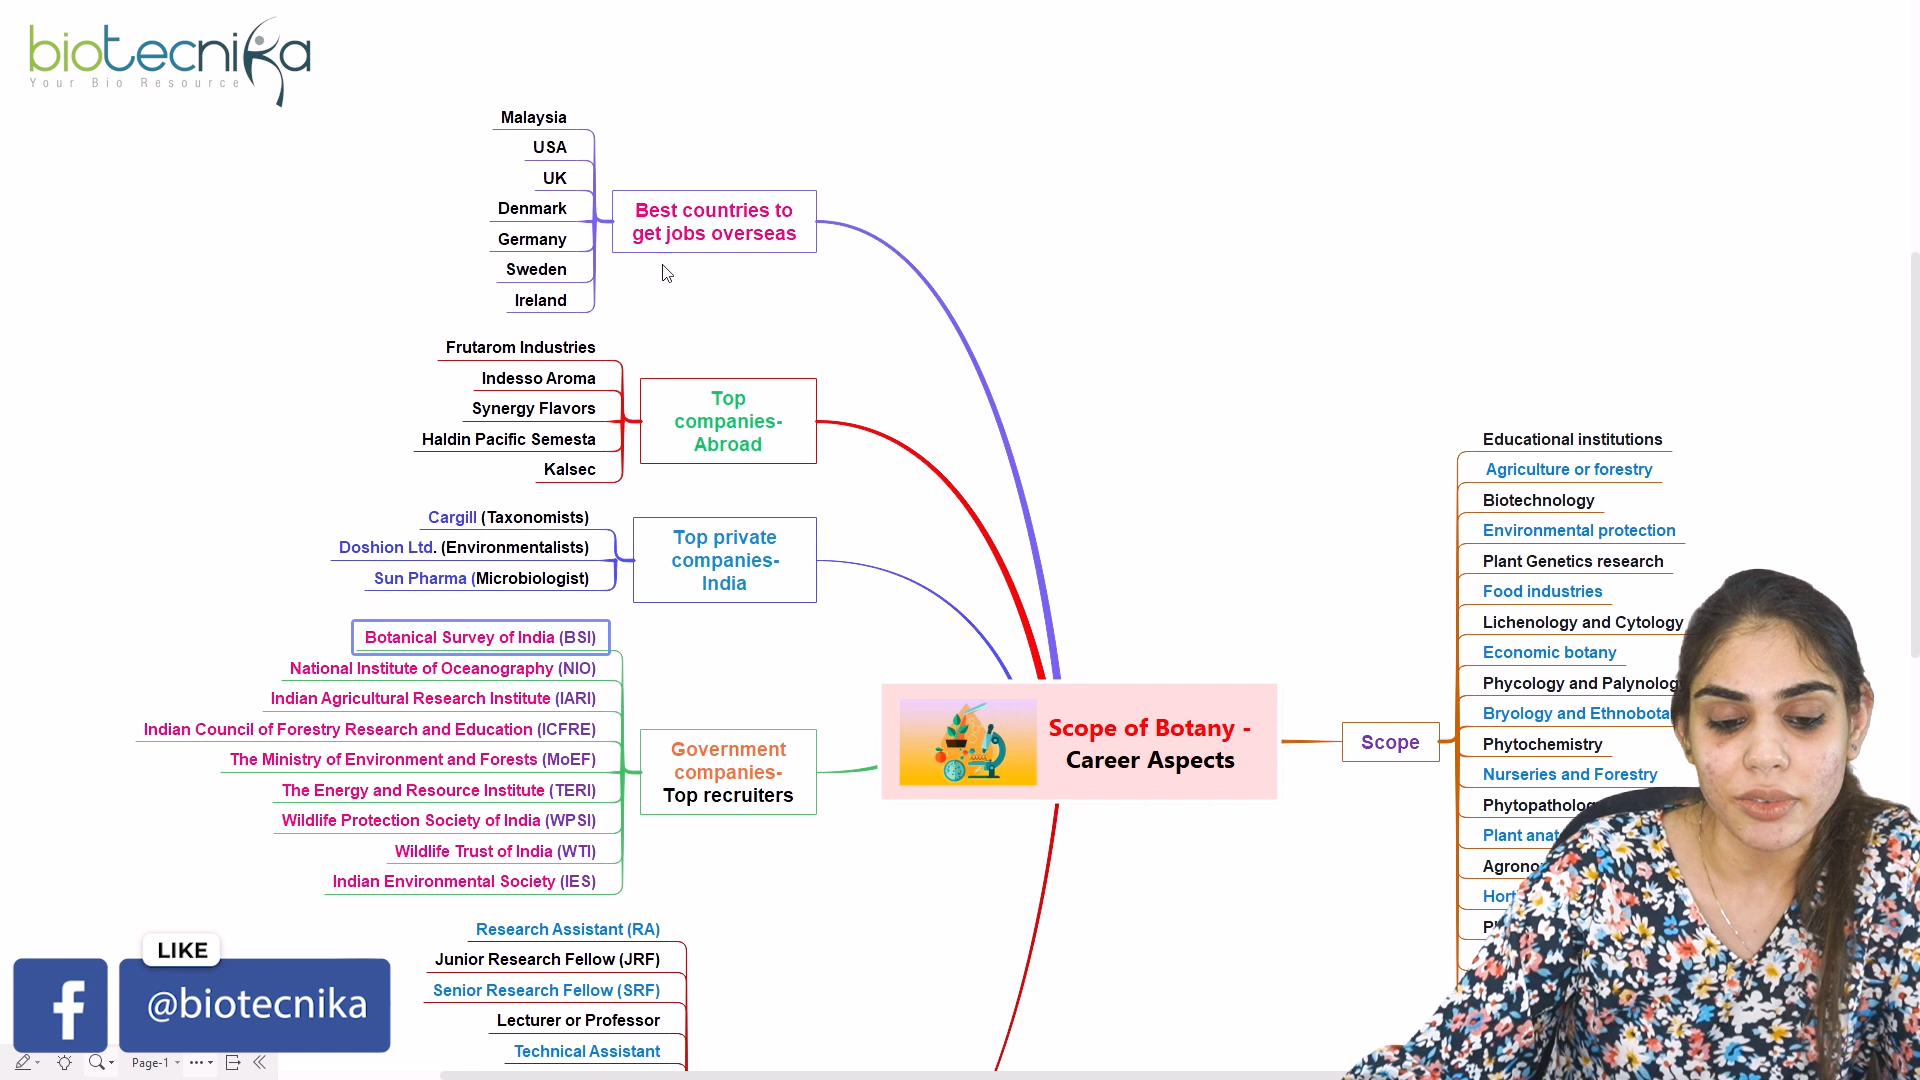 biotecnika
Your Bio Resource
Malaysia
USA
UK
Denmark
Germany
Sweden
Ireland
Best countries to
get jobs overseas
Frutarom Industries
Indesso Aroma
Synergy Flavors
Haldin Pacific Semesta
Kalsec
Top
companies-
Abroad
Cargill (Taxonomists)
Doshion Ltd. (Environmentalists)
Sun Pharma (Microbiologist)
Top private
companies-
India
Botanical Survey of India (BSI)
National Institute of Oceanography (NIO)
Indian Agricultural Research Institute (IARI)
Indian Council of Forestry Research and Education (ICFRE)
The Ministry of Environment and Forests (MoEF)
The Energy and Resource Institute (TERI)
Wildlife Protection Society of India (WPSI)
Wildlife Trust of India (WTI)
Indian Environmental Society (IES)
Government
companies-
Top recruiters
Research Assistant (RA)
Junior Research Fellow (JRF)
Senior Research Fellow (SRF)
Lecturer or Professor
Technical Assistant
Scope of Botany -
Career Aspects
Scope
Educational institutions
Agriculture or forestry
Biotechnology
Environmental protection
Plant Genetics research
Food industries
Lichenology and Cytology
Economic botany
Phycology and
Bryology and
Phytochemistry
Nurseries and Forestry
Plant
LIKE
f
@biotecnika
Page-1